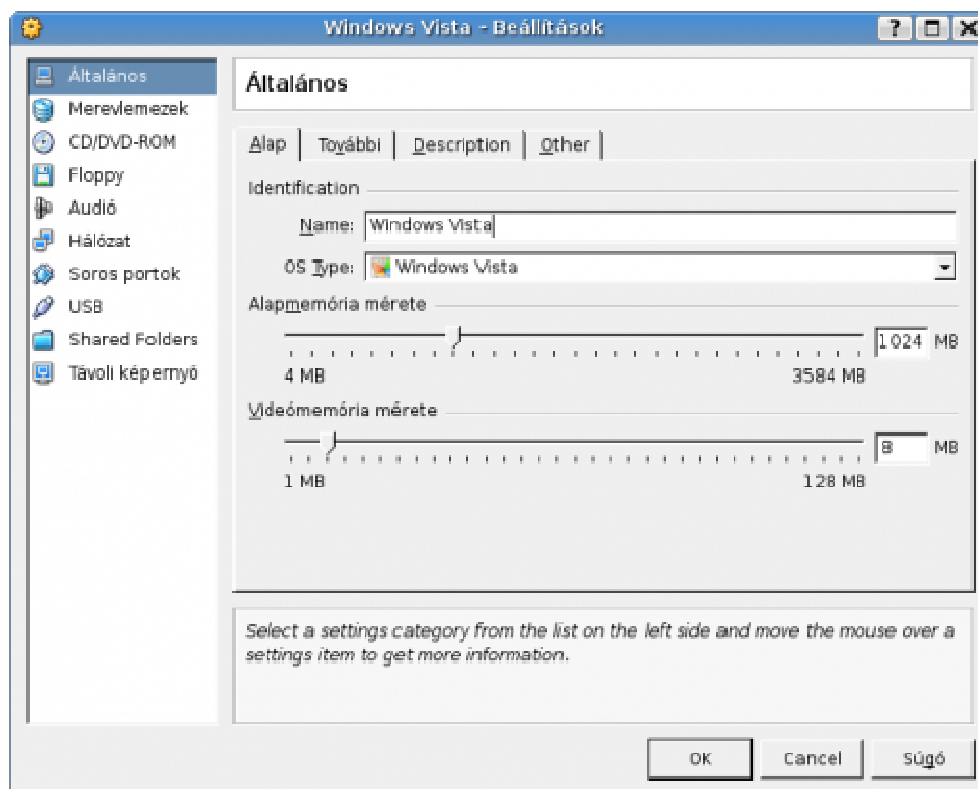 Windows Vista - Beállítások
Általános
Merevlemezek
CD/DVD-ROM
Floppy
Audió
Hálózat
Soros portok
USB
Shared Folders
Távoli képernyő
Általános
Alap
További
Description
Other
Identification
Name: Windows Vista
OS Type: Windows Vista
Alapmemória mérete
1024 MB
4 MB 3584 MB
Videómemória mérete
8 MB
1 MB 128 MB
Select a settings category from the list on the left side and move the mouse over a
settings item to get more information.
OK Cancel Súgó